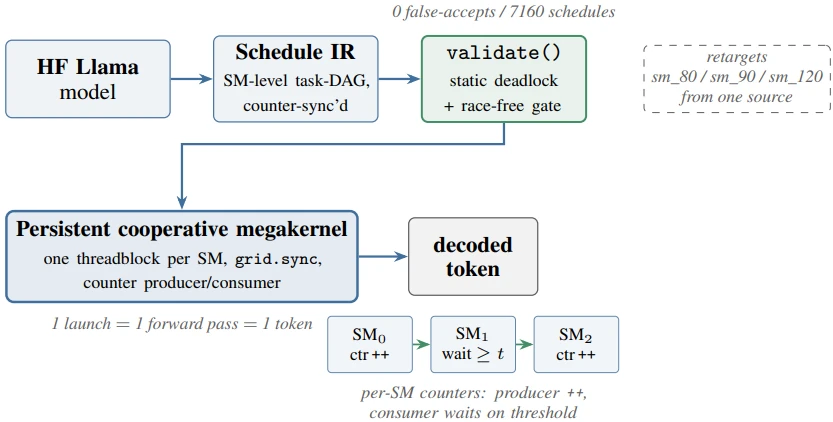 0 false-accepts / 7160 schedules
HF Llama
model
Schedule IR
SM-level task-DAG,
counter-sync'd
validate()
static deadlock
+ race-free gate
retargets
sm_80 / sm_90 / sm_120
from one source
Persistent cooperative megakernel
one threadblock per SM, grid.sync,
counter producer/consumer
decoded
token
1 launch = 1 forward pass = 1 token
SM₀
ctr ++
SM₁
wait ≥ t
SM₂
ctr ++
per-SM counters: producer ++,
consumer waits on threshold